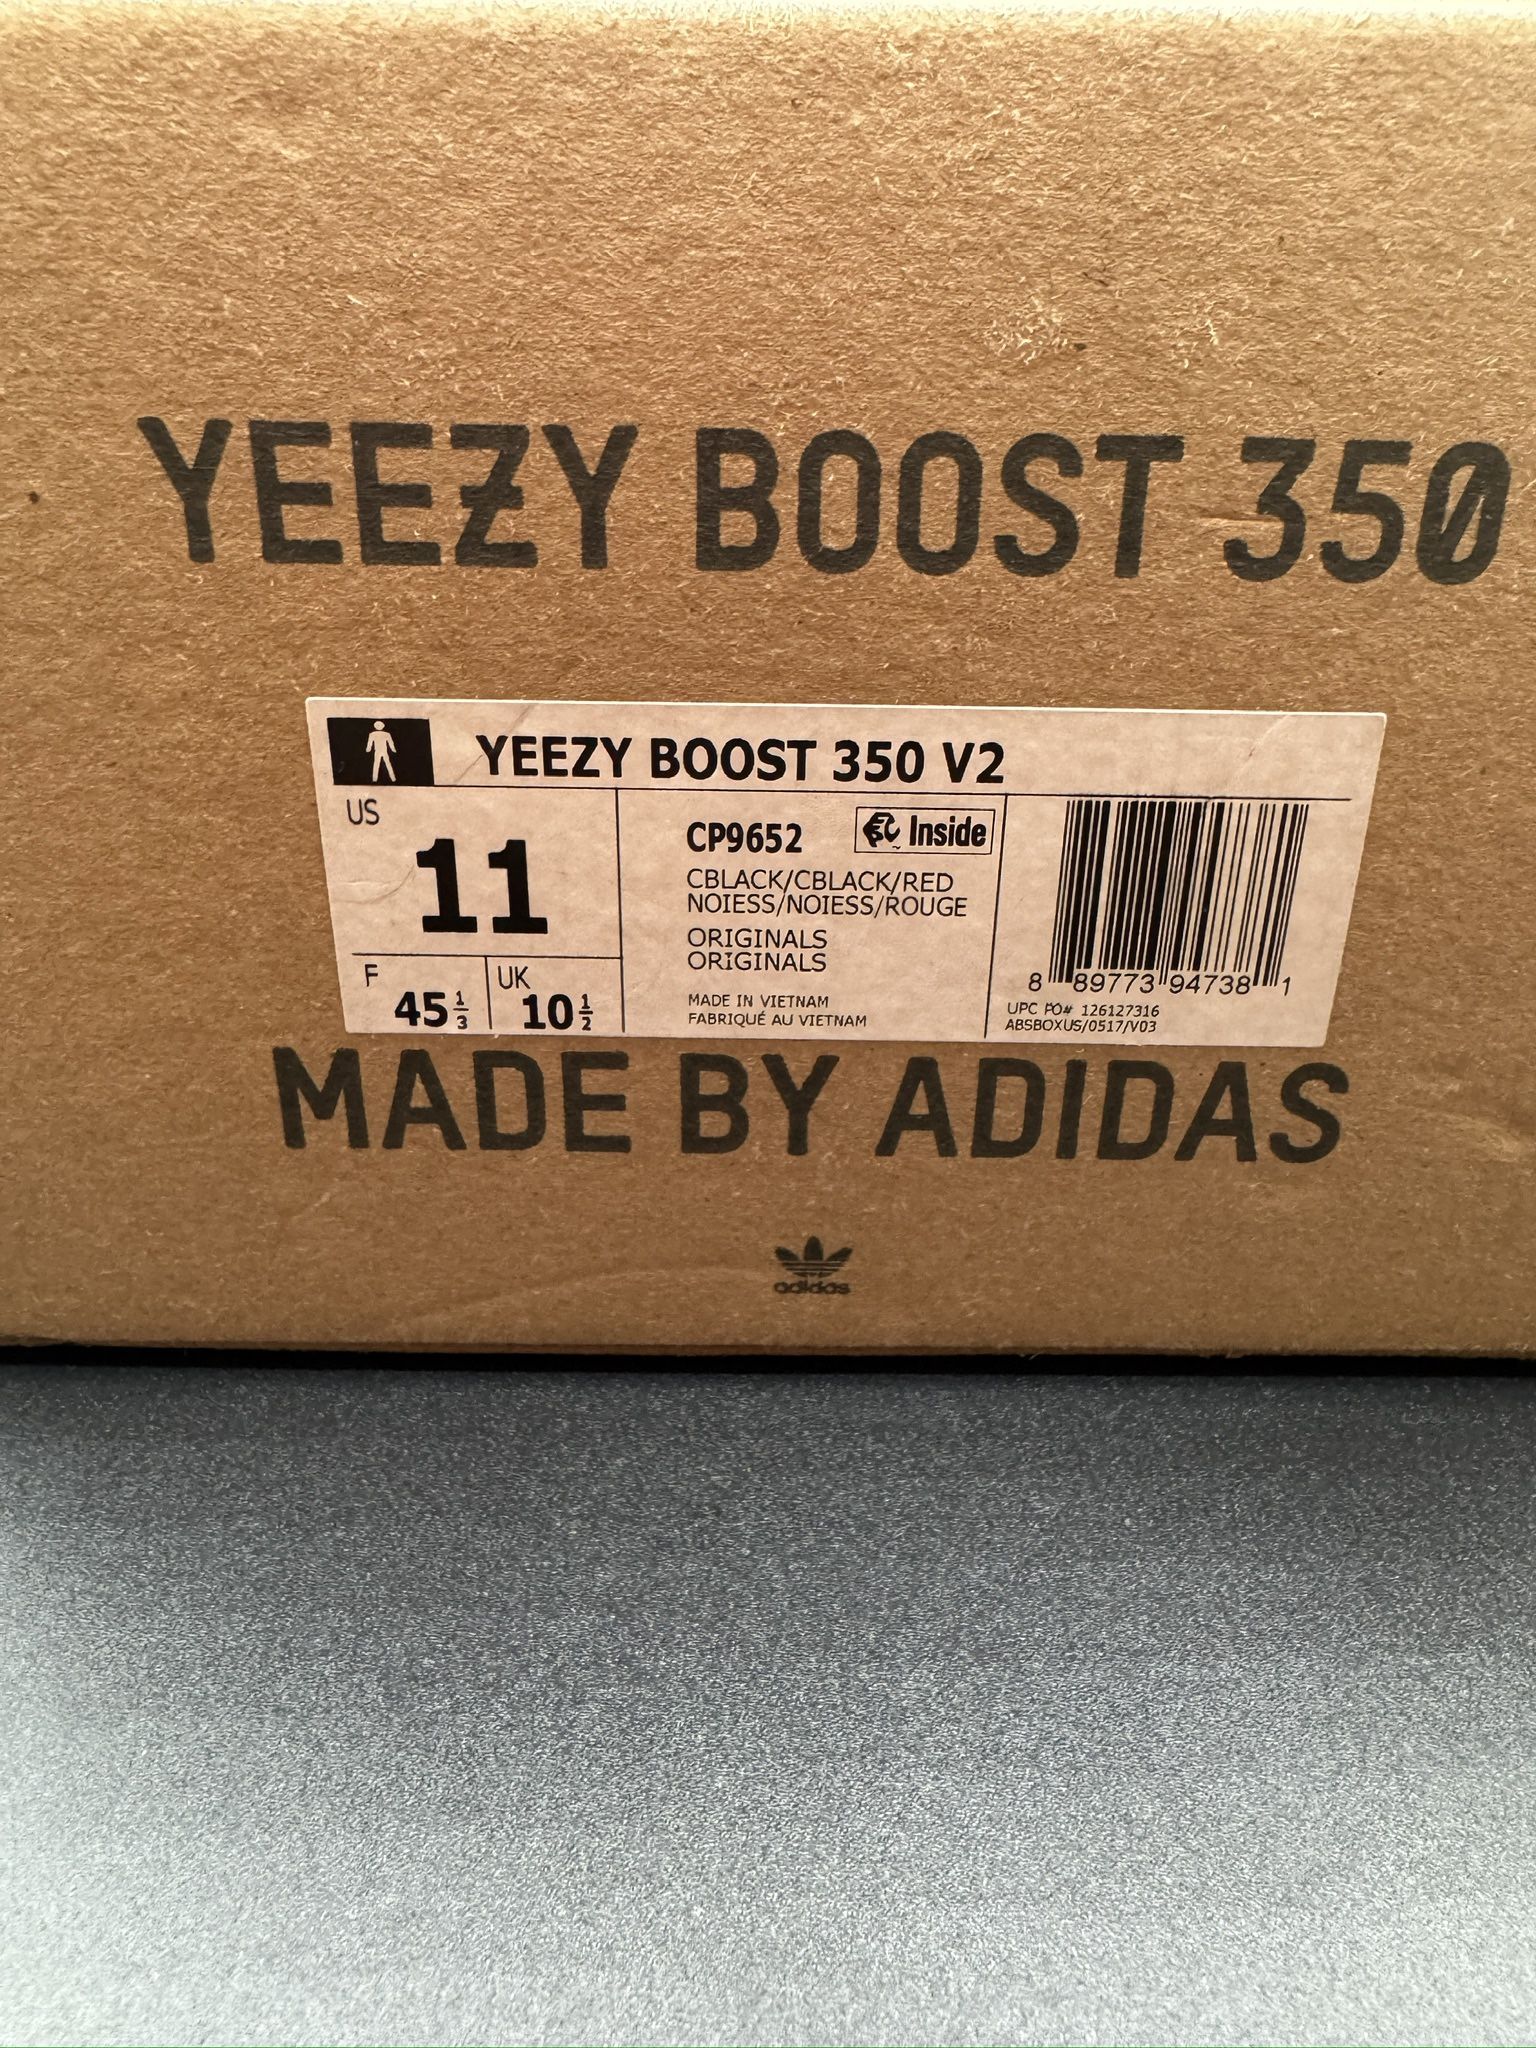 YEEZY BOOST 350
YEEZY BOOST 350 V2
US
11
F
45 1/3
UK
10 1/2
CP9652
Inside
CBLACK/CBLACK/RED
NOIESS/NOIESS/ROUGE
ORIGINALS
ORIGINALS
MADE IN VIETNAM
FABRIQUÉ AU VIETNAM
8 89773 94738 1
UPC PO# 126127316
ABSBOXUS/0517/V03
MADE BY ADIDAS
adidas